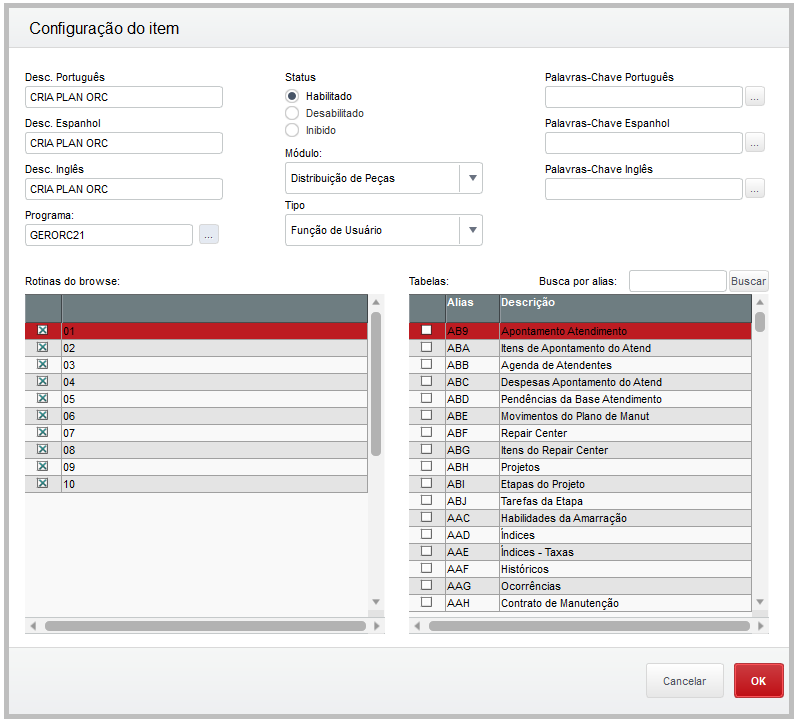 Configuração do item
Desc. Português
CRIA PLAN ORC
Desc. Espanhol
CRIA PLAN ORC
Desc. Inglês
CRIA PLAN ORC
Programa:
GERORC21
...
Status
Habilitado
Desabilitado
Inibido
Módulo:
Distribuição de Peças
Tipo
Função de Usuário
Palavras-Chave Português
...
Palavras-Chave Espanhol
...
Palavras-Chave Inglês
...
Rotinas do browse:
01
02
03
04
05
06
07
08
09
10
Tabelas:
Busca por alias:
Buscar
Alias Descrição
AB9 Apontamento Atendimento
ABA Itens de Apontamento do Atend
ABB Agenda de Atendentes
ABC Despesas Apontamento do Atend
ABD Pendências da Base Atendimento
ABE Movimentos do Plano de Manut
ABF Repair Center
ABG Itens do Repair Center
ABH Projetos
ABI Etapas do Projeto
ABJ Tarefas da Etapa
AAC Habilidades da Amarração
AAD Índices
AAE Índices - Taxas
AAF Históricos
AAG Ocorrências
AAH Contrato de Manutenção
Cancelar
OK